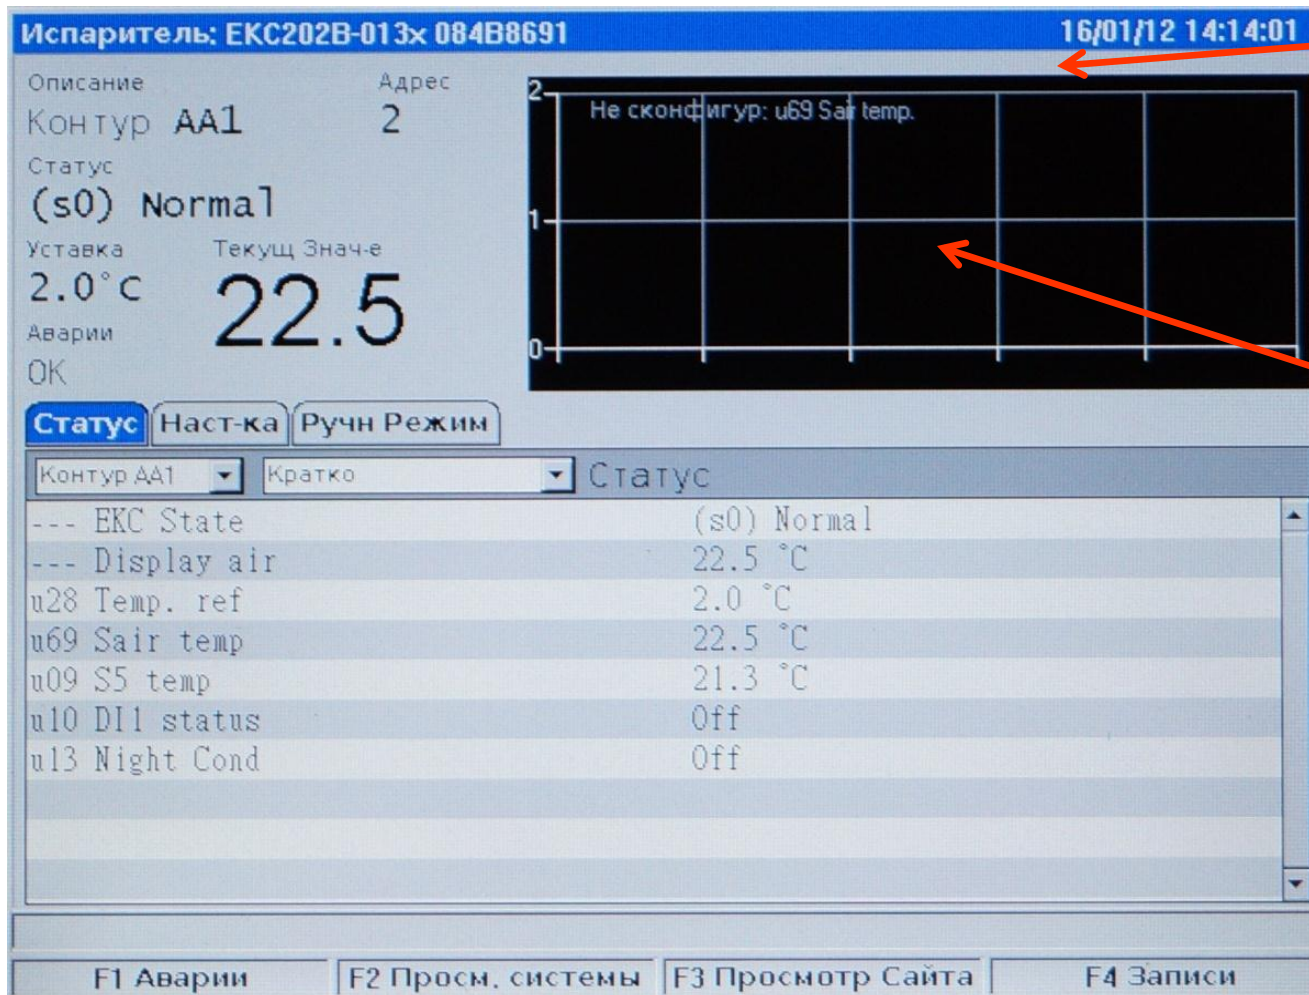 Испаритель: EKC202B-013x 084B8691 16/01/12 14:14:01
Описание Адрес
Контур AA1 2
Статус
(s0) Normal
Уставка Текущ Знач-е
2.0°C 22.5
Аварии
OK
2
Не сконфигур: u69 Sair temp.
1
0
Статус Наст-ка Ручн Режим
Контур AA1 Кратко Статус
--- EKC State (s0) Normal
--- Display air 22.5 °C
u28 Temp. ref 2.0 °C
u69 Sair temp 22.5 °C
u09 S5 temp 21.3 °C
u10 DI1 status Off
u13 Night Cond Off
F1 Аварии F2 Просм. системы F3 Просмотр Сайта F4 Записи